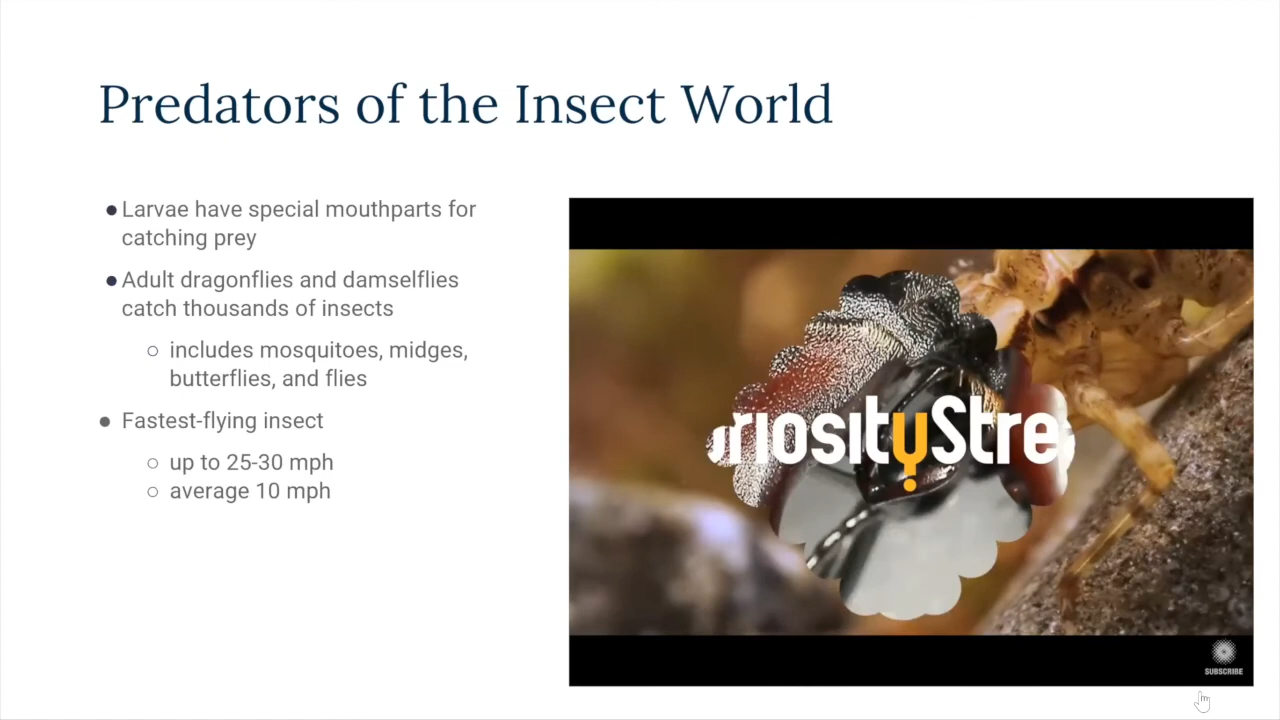 Predators of the Insect World
● Larvae have special mouthparts for
catching prey
● Adult dragonflies and damselflies
catch thousands of insects
○ includes mosquitoes, midges,
butterflies, and flies
● Fastest-flying insect
○ up to 25-30 mph
○ average 10 mph
uriosityStre
SUBSCRIBE